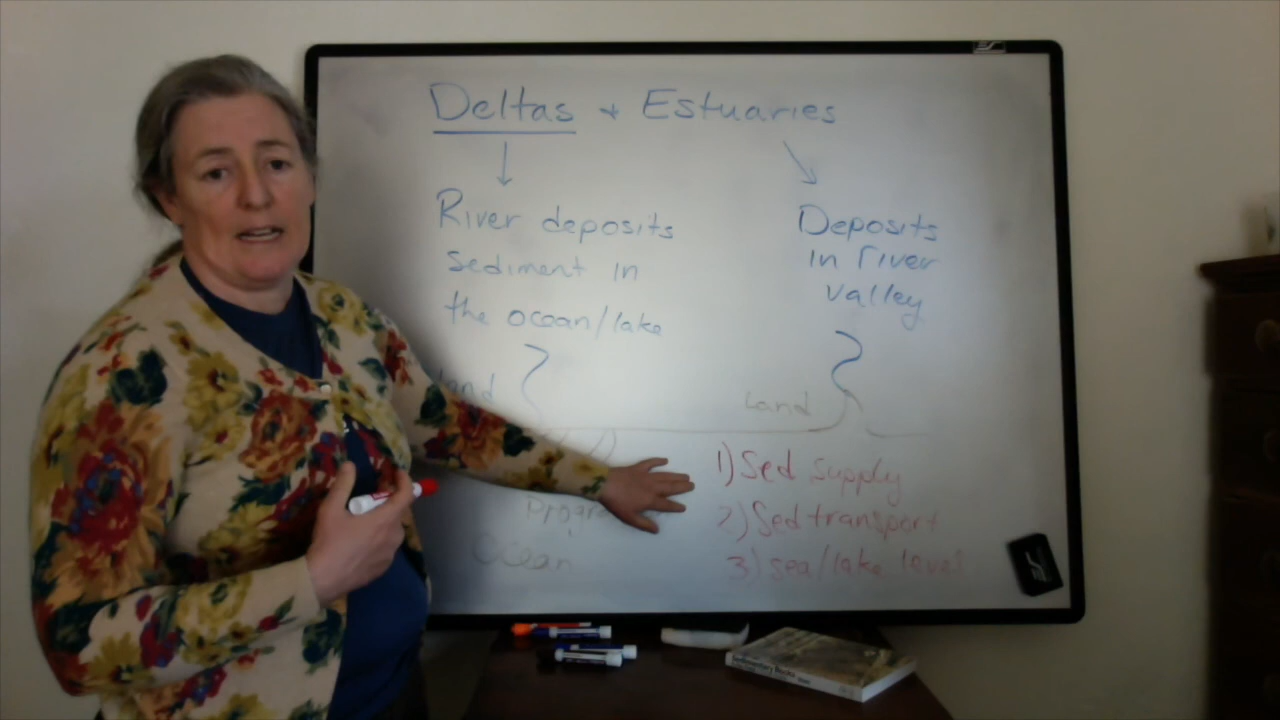 Deltas + Estuaries
River deposits
sediment in
the ocean/lake
Deposits
in river
valley
land
Land
Ocean
1) Sed supply
2) Sed transport
3) sea/lake level